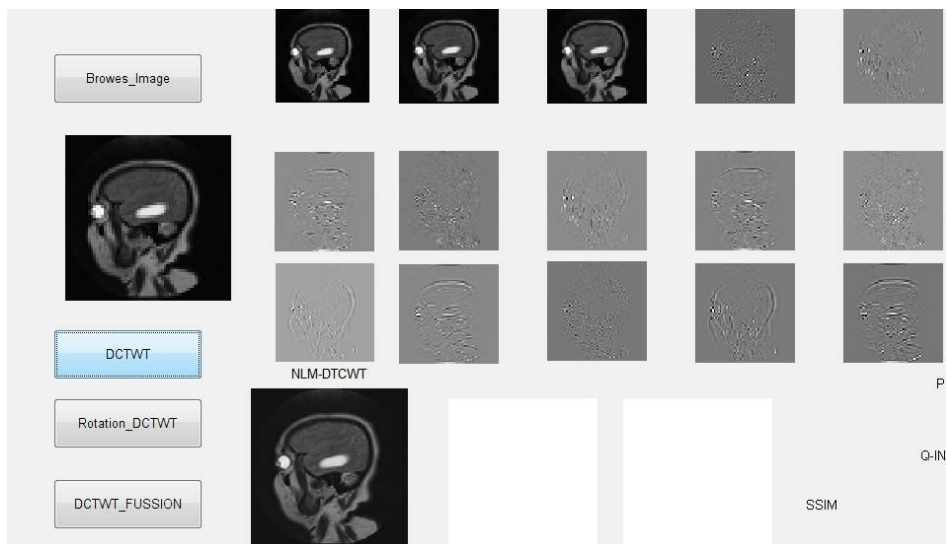 Browes_Image
DCTWT
NLM-DTCWT
P
Rotation_DCTWT
Q-IN
DCTWT_FUSSION
SSIM